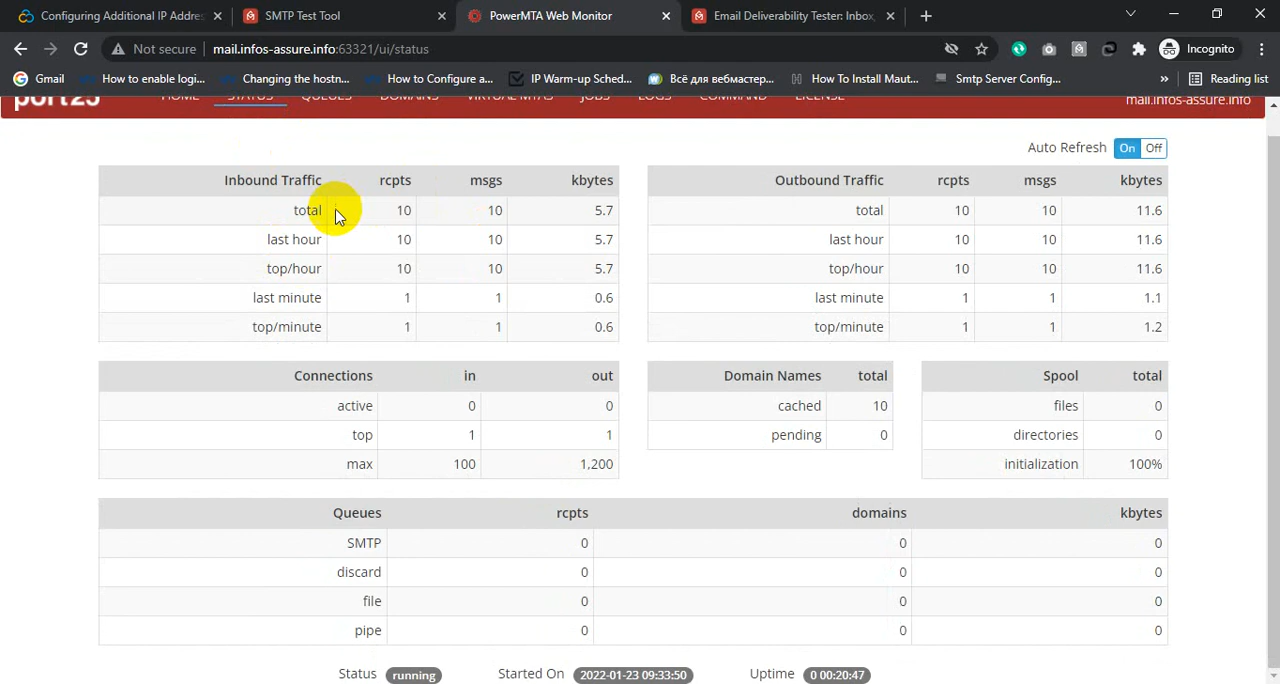 Configuring Additional IP Addres
SMTP Test Tool
PowerMTA Web Monitor
Email Deliverability Tester: Inbox,
Not secure
mail.infos-assure.info:63321/ui/status
Incognito
Gmail
How to enable logi...
Changing the hostn...
How to Configure a...
IP Warm-up Sched...
Всё для вебмастер...
How To Install Maut...
Smtp Server Config...
»
Reading list
port25 HOME STATUS QUEUES DOMAINS VIRTUAL MTAS JOBS LOGS COMMAND LICENSE mail.infos-assure.info
Auto Refresh On Off
Inbound Traffic rcpts msgs kbytes
total 10 10 5.7
last hour 10 10 5.7
top/hour 10 10 5.7
last minute 1 1 0.6
top/minute 1 1 0.6
Outbound Traffic rcpts msgs kbytes
total 10 10 11.6
last hour 10 10 11.6
top/hour 10 10 11.6
last minute 1 1 1.1
top/minute 1 1 1.2
Connections in out
active 0 0
top 1 1
max 100 1,200
Domain Names total
cached 10
pending 0
Spool total
files 0
directories 0
initialization 100%
Queues rcpts domains kbytes
SMTP 0 0 0
discard 0 0 0
file 0 0 0
pipe 0 0 0
Status running Started On 2022-01-23 09:33:50 Uptime 0 00:20:47